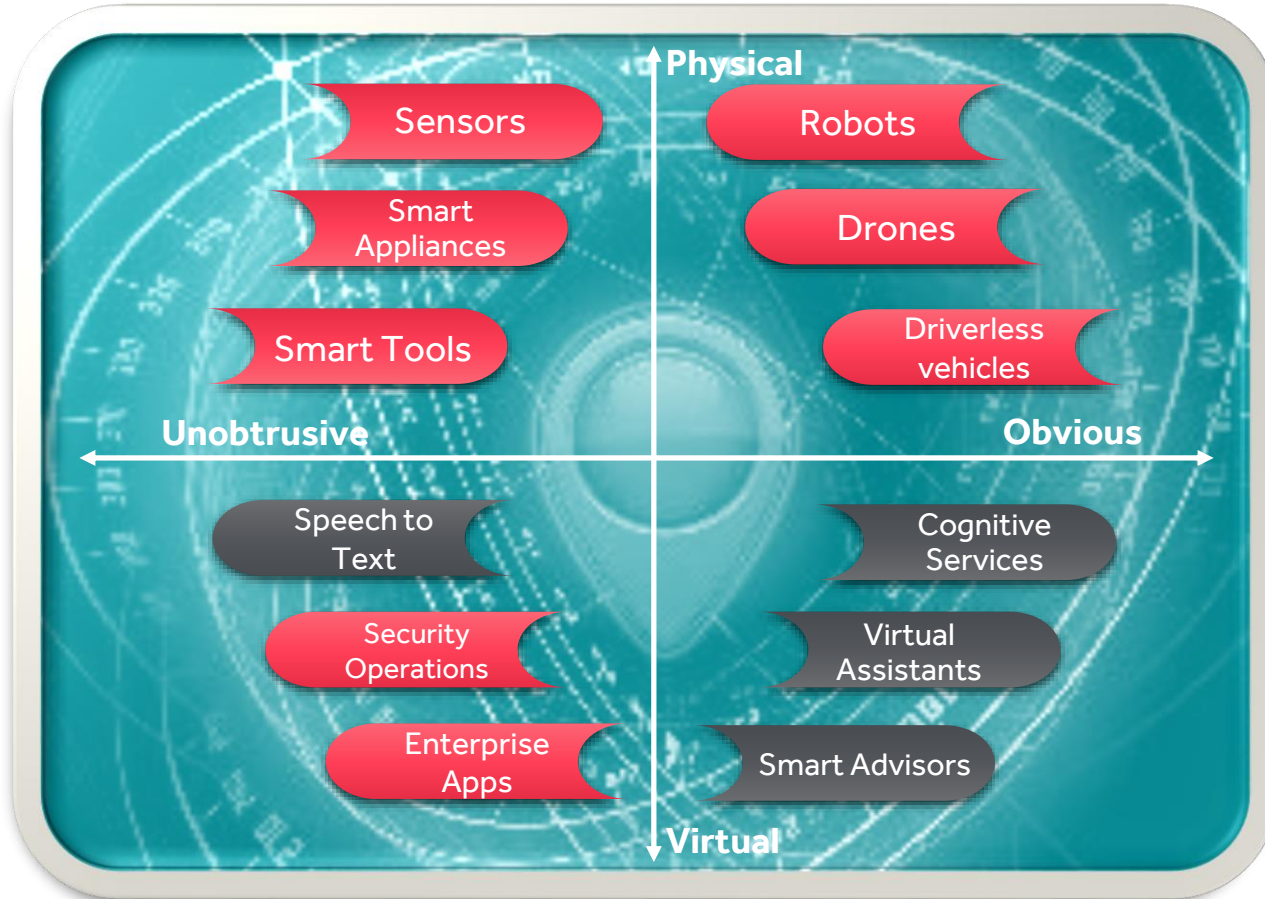 Physical
Sensors
Robots
Smart
Appliances
Drones
Smart Tools
Driverless
vehicles
Unobtrusive
Obvious
Speech to
Text
Cognitive
Services
Security
Operations
Virtual
Assistants
Enterprise
Apps
Smart Advisors
Virtual